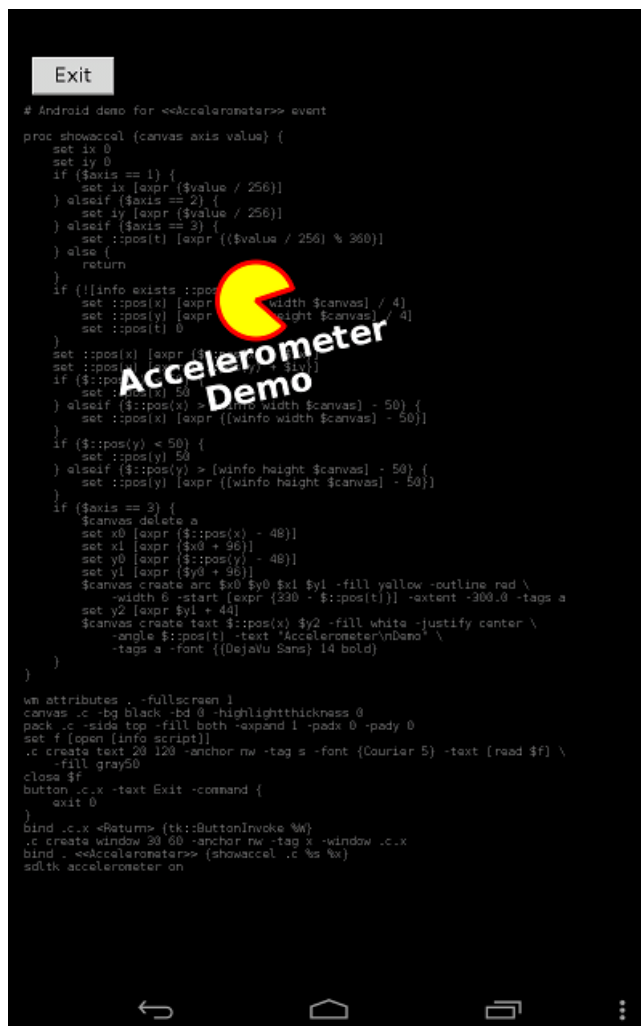 Exit
# Android demo for <<Accelerometer>> event
proc showaccel {canvas axis value} {
    set ix 0
    set iy 0
    if {$axis == 1} {
        set ix [expr {$value / 256}]
    } elseif {$axis == 2} {
        set iy [expr {$value / 256}]
    } elseif {$axis == 3} {
        set ::pos(t) [expr {($value / 256) % 360}]
    } else {
        return
    }
    if {![info exists ::pos
        set ::pos(x) [expr width $canvas] / 4]
        set ::pos(y) [expr height $canvas] / 4]
        set ::pos(t) 0
    }
Accelerometer
Demo
    set ::pos(x) [expr
    if {$::
        set ::pos(x) 50
    } elseif {$::pos(x) > [winfo width $canvas] - 50} {
        set ::pos(x) [expr {[winfo width $canvas] - 50}]
    }
    if {$::pos(y) < 50} {
        set ::pos(y) 50
    } elseif {$::pos(y) > [winfo height $canvas] - 50} {
        set ::pos(y) [expr {[winfo height $canvas] - 50}]
    }
    if {$axis == 3} {
        $canvas delete a
        set x0 [expr {$::pos(x) - 48}]
        set x1 [expr {$x0 + 96}]
        set y0 [expr {$::pos(y) - 48}]
        set y1 [expr {$y0 + 96}]
        $canvas create arc $x0 $y0 $x1 $y1 -fill yellow -outline red \
            -width 6 -start [expr {330 - $::pos(t)}] -extent -300.0 -tags a
        set y2 [expr $y1 + 44]
        $canvas create text $::pos(x) $y2 -fill white -justify center \
            -angle $::pos(t) -text "Accelerometer\nDemo" \
            -tags a -font {{DejaVu Sans} 14 bold}
    }
}
wm attributes . -fullscreen 1
canvas .c -bg black -bd 0 -highlightthickness 0
pack .c -side top -fill both -expand 1 -padx 0 -pady 0
set f [open [info script]]
.c create text 20 120 -anchor nw -tag s -font {Courier 5} -text [read $f] \
    -fill gray50
close $f
button .c.x -text Exit -command {
    exit 0
}
bind .c.x <Return> {tk::ButtonInvoke %W}
.c create window 30 60 -anchor nw -tag x -window .c.x
bind . <<Accelerometer>> {showaccel .c %s %x}
sdltk accelerometer on